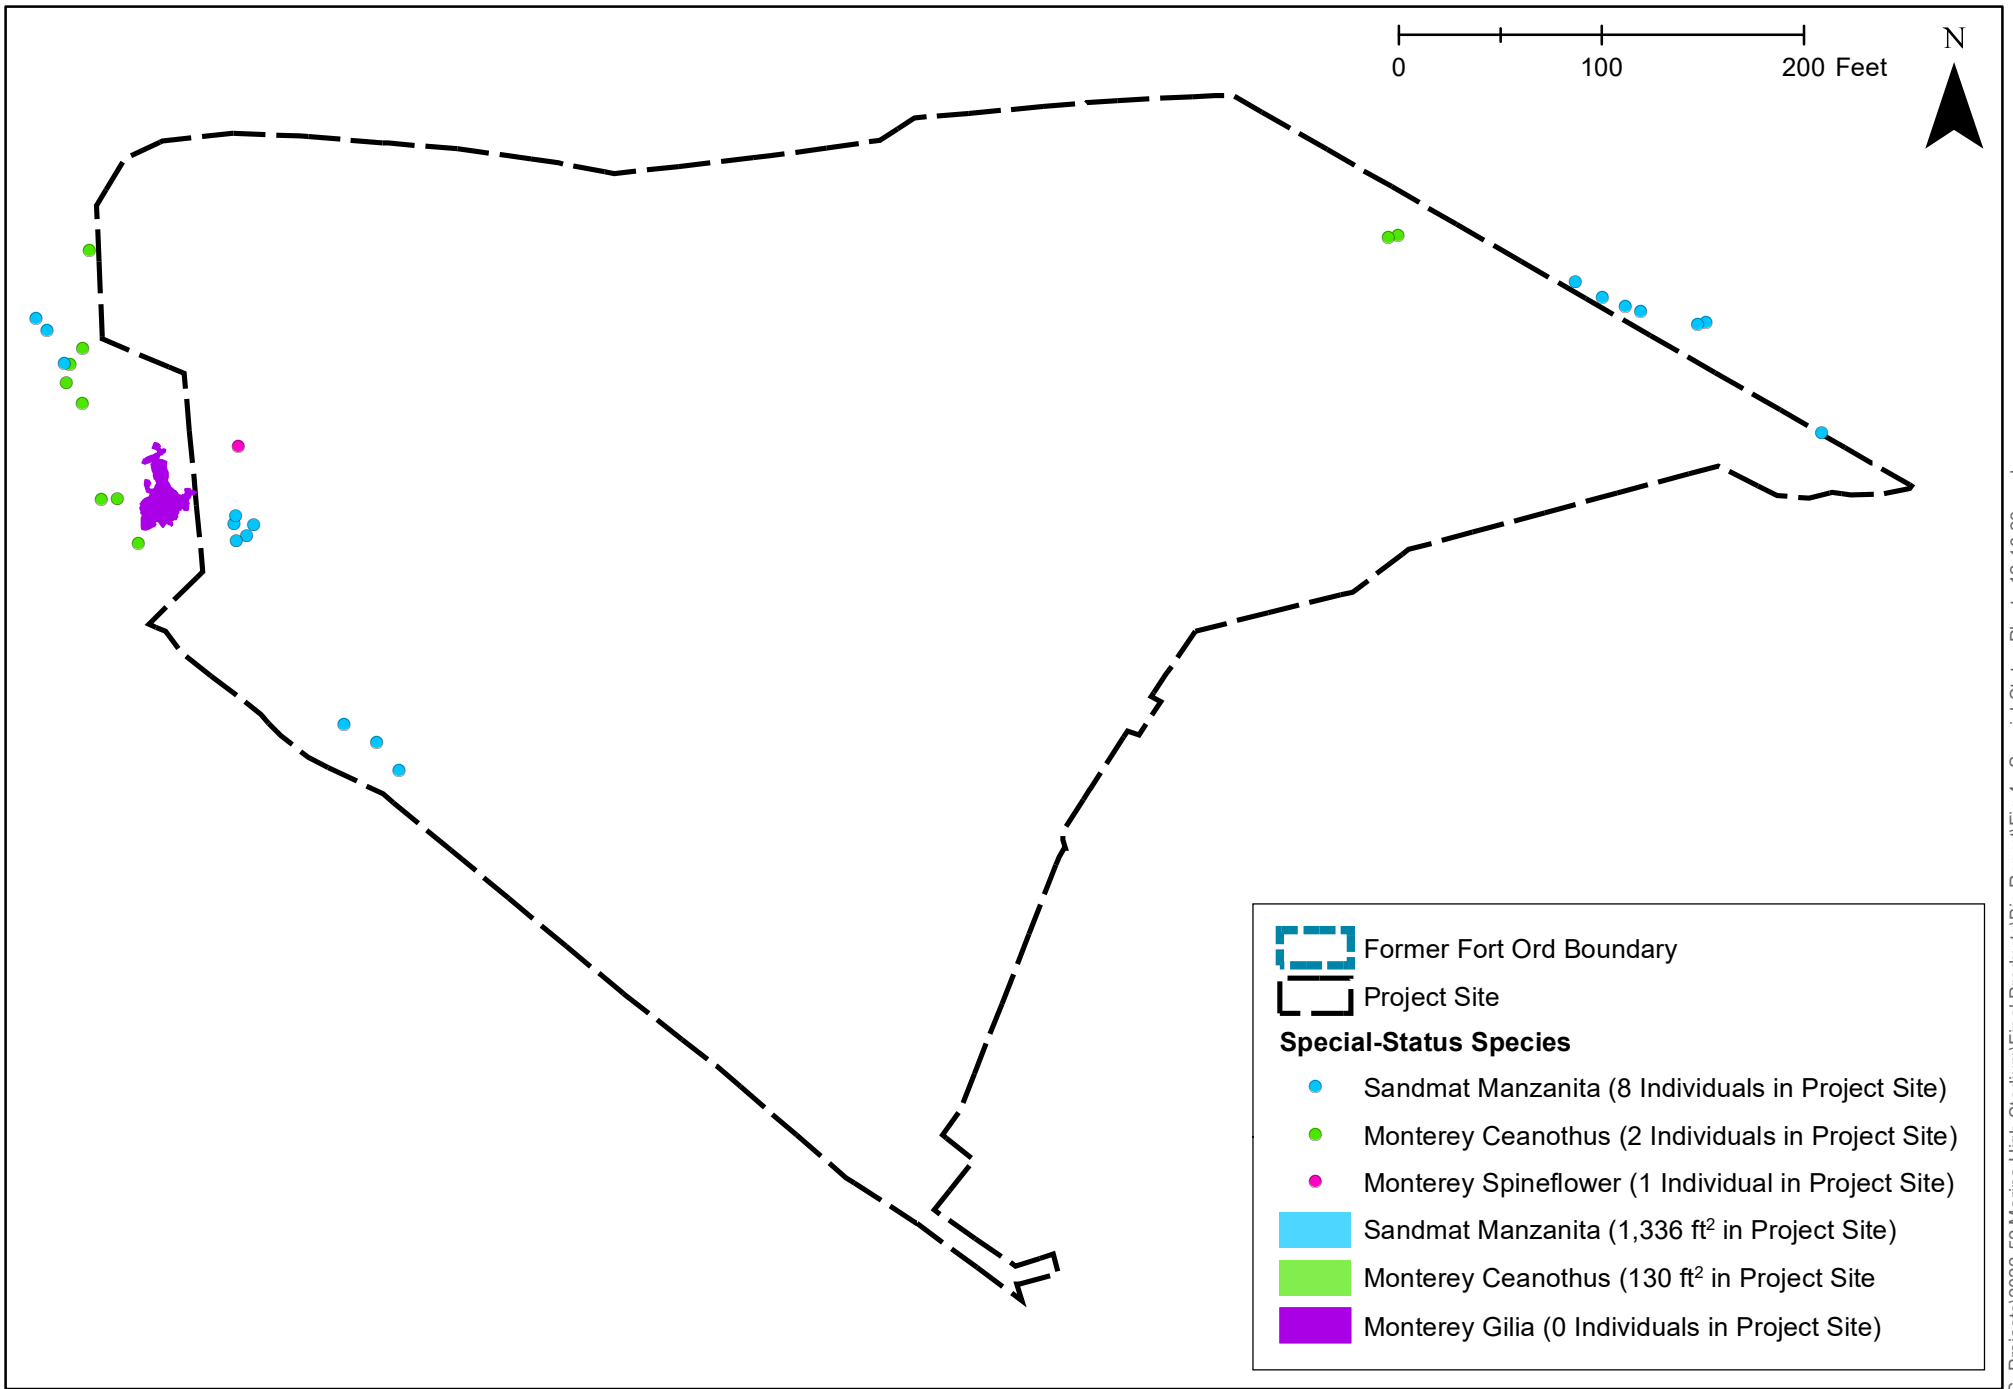 0 100 200 Feet
N
Former Fort Ord Boundary
Project Site
Special-Status Species
Sandmat Manzanita (8 Individuals in Project Site)
Monterey Ceanothus (2 Individuals in Project Site)
Monterey Spineflower (1 Individual in Project Site)
Sandmat Manzanita (1,336 ft² in Project Site)
Monterey Ceanothus (130 ft² in Project Site
Monterey Gilia (0 Individuals in Project Site)